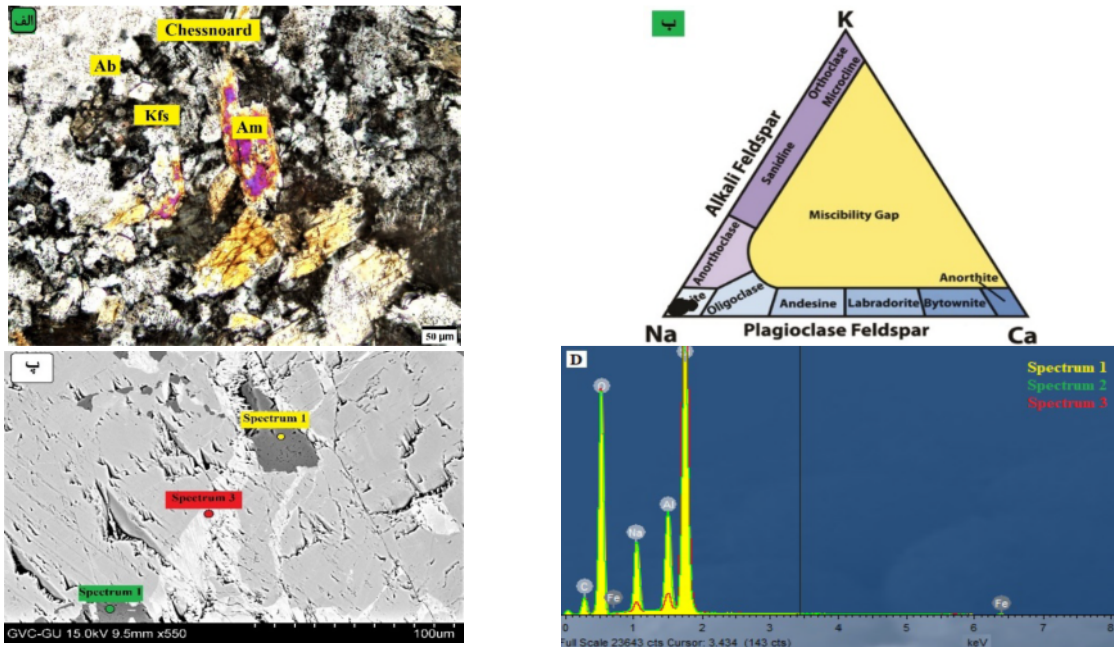 الف
Chessnoard
Ab
Kfs
Am
50 µm
ب
K
Orthoclase
Microcline
Sanidine
Alkali Feldspar
Anorthoclase
Miscibility Gap
Anorthite
ite
Oligoclase
Andesine
Labradorite
Bytownite
Na
Plagioclase Feldspar
Ca
پ
Spectrum 1
Spectrum 3
Spectrum 1
GVC-GU 15.0kV 9.5mm x550
100um
D
Spectrum 1
Spectrum 2
Spectrum 3
O
Na
Al
C
Fe
Fe
0 1 2 3 4 5 6 7 8
Full Scale 23643 cts Cursor: 3.434 (143 cts)
keV